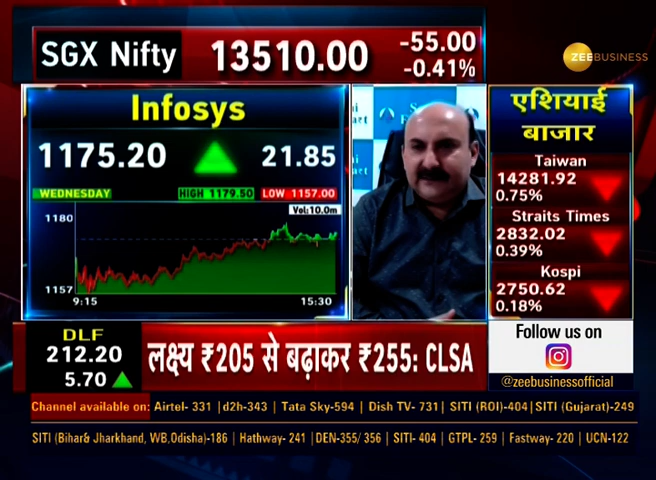 SGX Nifty
13510.00
-55.00
-0.41%
ZEEBUSINESS
Infosys
1175.20
21.85
WEDNESDAY
HIGH 1179.50
LOW 1157.00
Vol:10.0m
1180
1157
9:15
15:30
एशियाई
बाजार
Taiwan
14281.92
0.75%
Straits Times
2832.02
0.39%
Kospi
2750.62
0.18%
DLF
212.20
5.70
लक्ष्य ₹205 से बढ़ाकर ₹255: CLSA
Follow us on
@zeebusinessofficial
Channel available on: Airtel- 331 | d2h-343 | Tata Sky-594 | Dish TV- 731 | SITI (ROI)-404 | SITI (Gujarat)-249
SITI (Bihar& Jharkhand, WB,Odisha)-186 | Hathway- 241 | DEN-355/ 356 | SITI- 404 | GTPL- 259 | Fastway- 220 | UCN-122